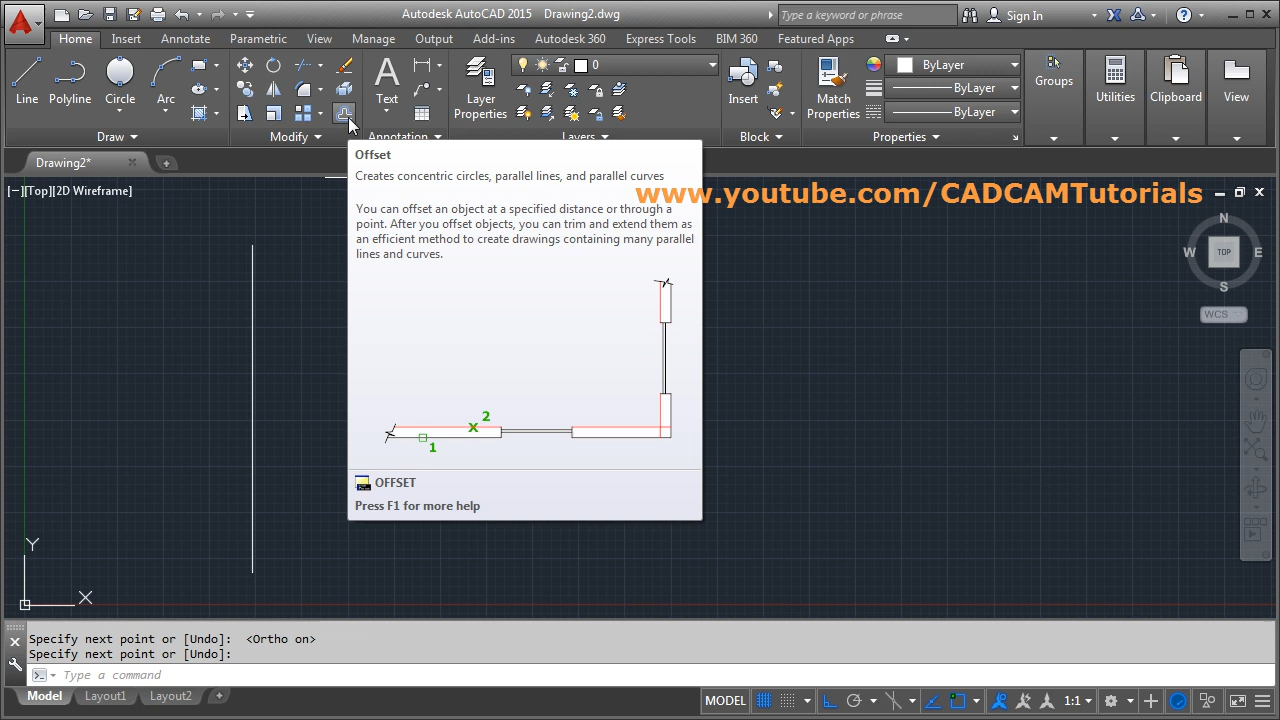 Autodesk AutoCAD 2015 Drawing2.dwg
Type a keyword or phrase
Sign In
Home Insert Annotate Parametric View Manage Output Add-ins Autodesk 360 Express Tools BIM 360 Featured Apps
Line Polyline Circle Arc
Text
Layer
Properties
0
Insert
Match
Properties
ByLayer
ByLayer
ByLayer
Groups Utilities Clipboard View
Draw Modify Annotation Layers Block Properties
Drawing2*
[−][Top][2D Wireframe]
Offset
Creates concentric circles, parallel lines, and parallel curves
www.youtube.com/CADCAMTutorials
You can offset an object at a specified distance or through a
point. After you offset objects, you can trim and extend them as
an efficient method to create drawings containing many parallel
lines and curves.
2
1
OFFSET
Press F1 for more help
N
W TOP E
S
WCS
Y
X
Specify next point or [Undo]: <Ortho on>
Specify next point or [Undo]:
Type a command
Model Layout1 Layout2
MODEL
1:1